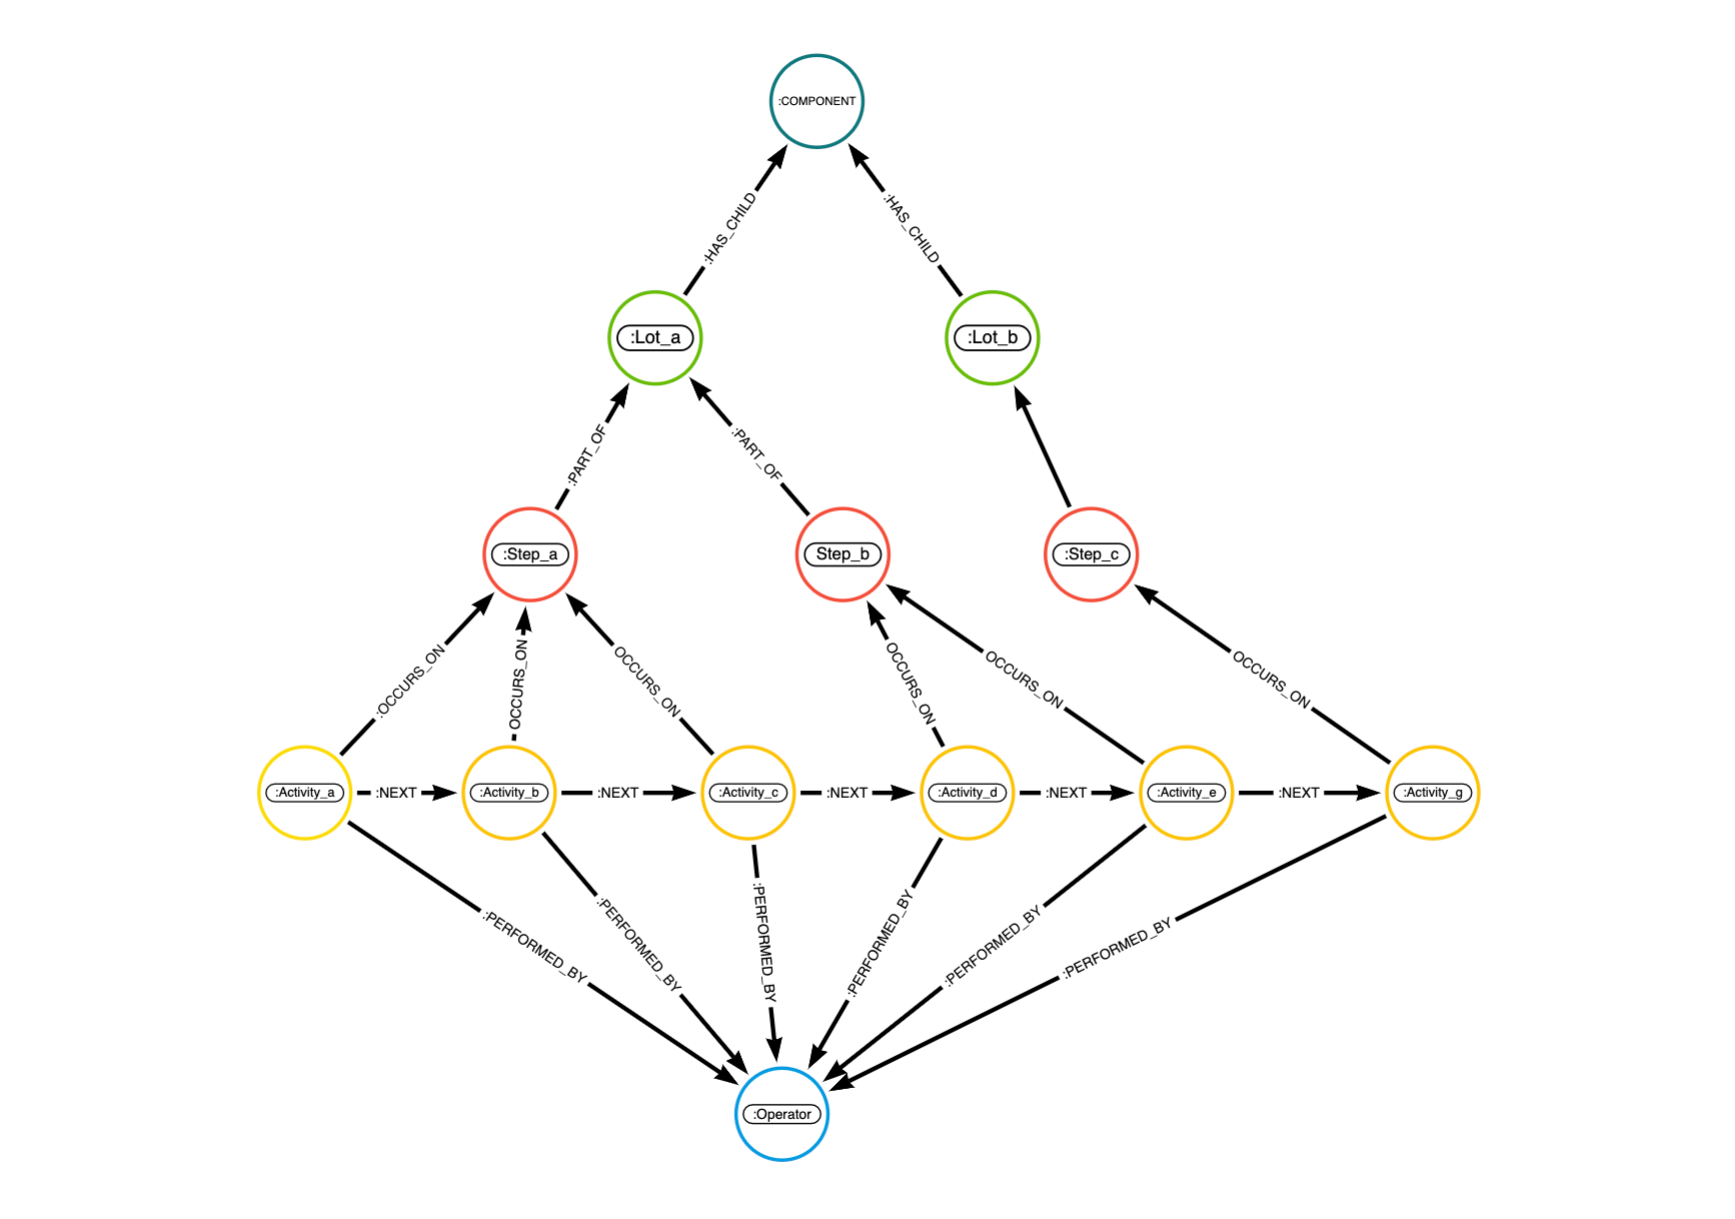 :COMPONENT
:HAS_CHILD
:HAS_CHILD
:Lot_a
:Lot_b
:PART_OF
:PART_OF
:Step_a
Step_b
:Step_c
:OCCURS_ON
OCCURS_ON
OCCURS_ON
OCCURS_ON
OCCURS_ON
OCCURS_ON
:Activity_a
:NEXT
:Activity_b
:NEXT
:Activity_c
:NEXT
:Activity_d
:NEXT
:Activity_e
:NEXT
:Activity_g
:PERFORMED_BY
:PERFORMED_BY
:PERFORMED_BY
:PERFORMED_BY
:PERFORMED_BY
:PERFORMED_BY
:Operator